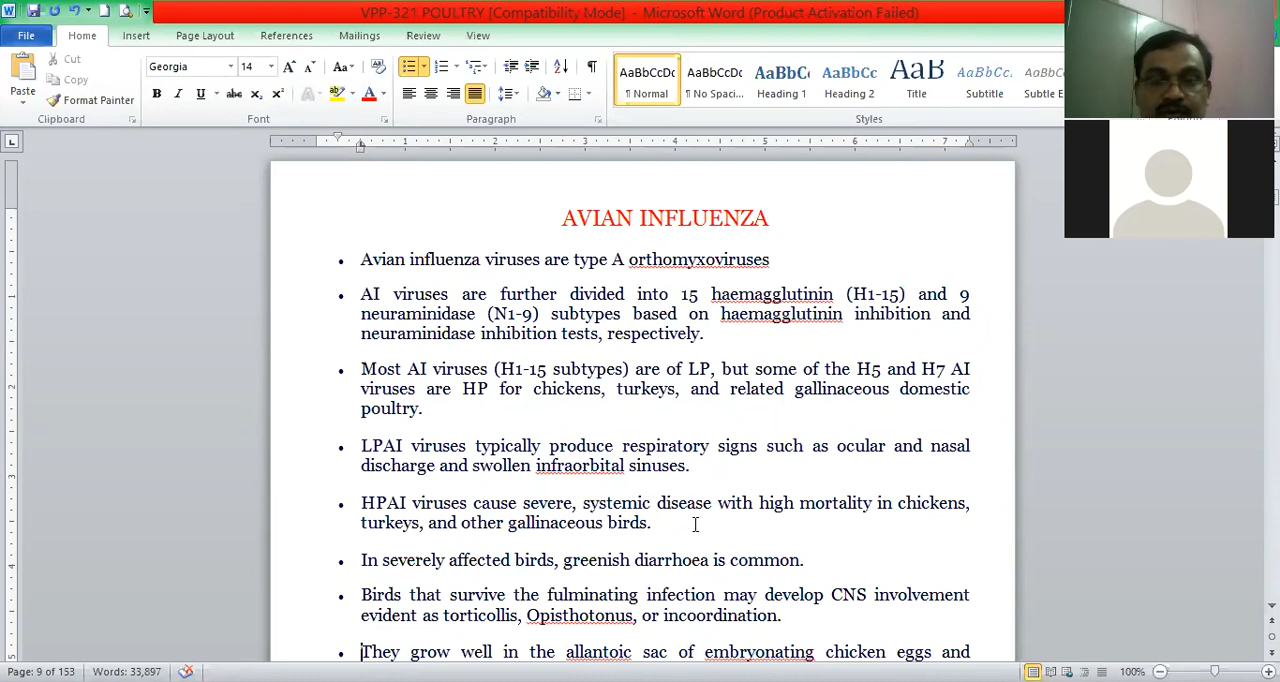 VPP-321 POULTRY [Compatibility Mode] - Microsoft Word (Product Activation Failed)
File Home Insert Page Layout References Mailings Review View
Cut
Copy
Format Painter
Paste
Georgia 14
AaBbCcDc AaBbCcDc AaBbC AaBbCc AaB AaBbCc
¶ Normal ¶ No Spaci... Heading 1 Heading 2 Title Subtitle Subtle E
Clipboard Font Paragraph Styles
1 2 3 4 5 6 7
AVIAN INFLUENZA
• Avian influenza viruses are type A orthomyxoviruses
• AI viruses are further divided into 15 haemagglutinin (H1-15) and 9
neuraminidase (N1-9) subtypes based on haemagglutinin inhibition and
neuraminidase inhibition tests, respectively.
• Most AI viruses (H1-15 subtypes) are of LP, but some of the H5 and H7 AI
viruses are HP for chickens, turkeys, and related gallinaceous domestic
poultry.
• LPAI viruses typically produce respiratory signs such as ocular and nasal
discharge and swollen infraorbital sinuses.
• HPAI viruses cause severe, systemic disease with high mortality in chickens,
turkeys, and other gallinaceous birds.
• In severely affected birds, greenish diarrhoea is common.
• Birds that survive the fulminating infection may develop CNS involvement
evident as torticollis, Opisthotonus, or incoordination.
• They grow well in the allantoic sac of embryonating chicken eggs and
Page: 9 of 153 Words: 33,897 100%